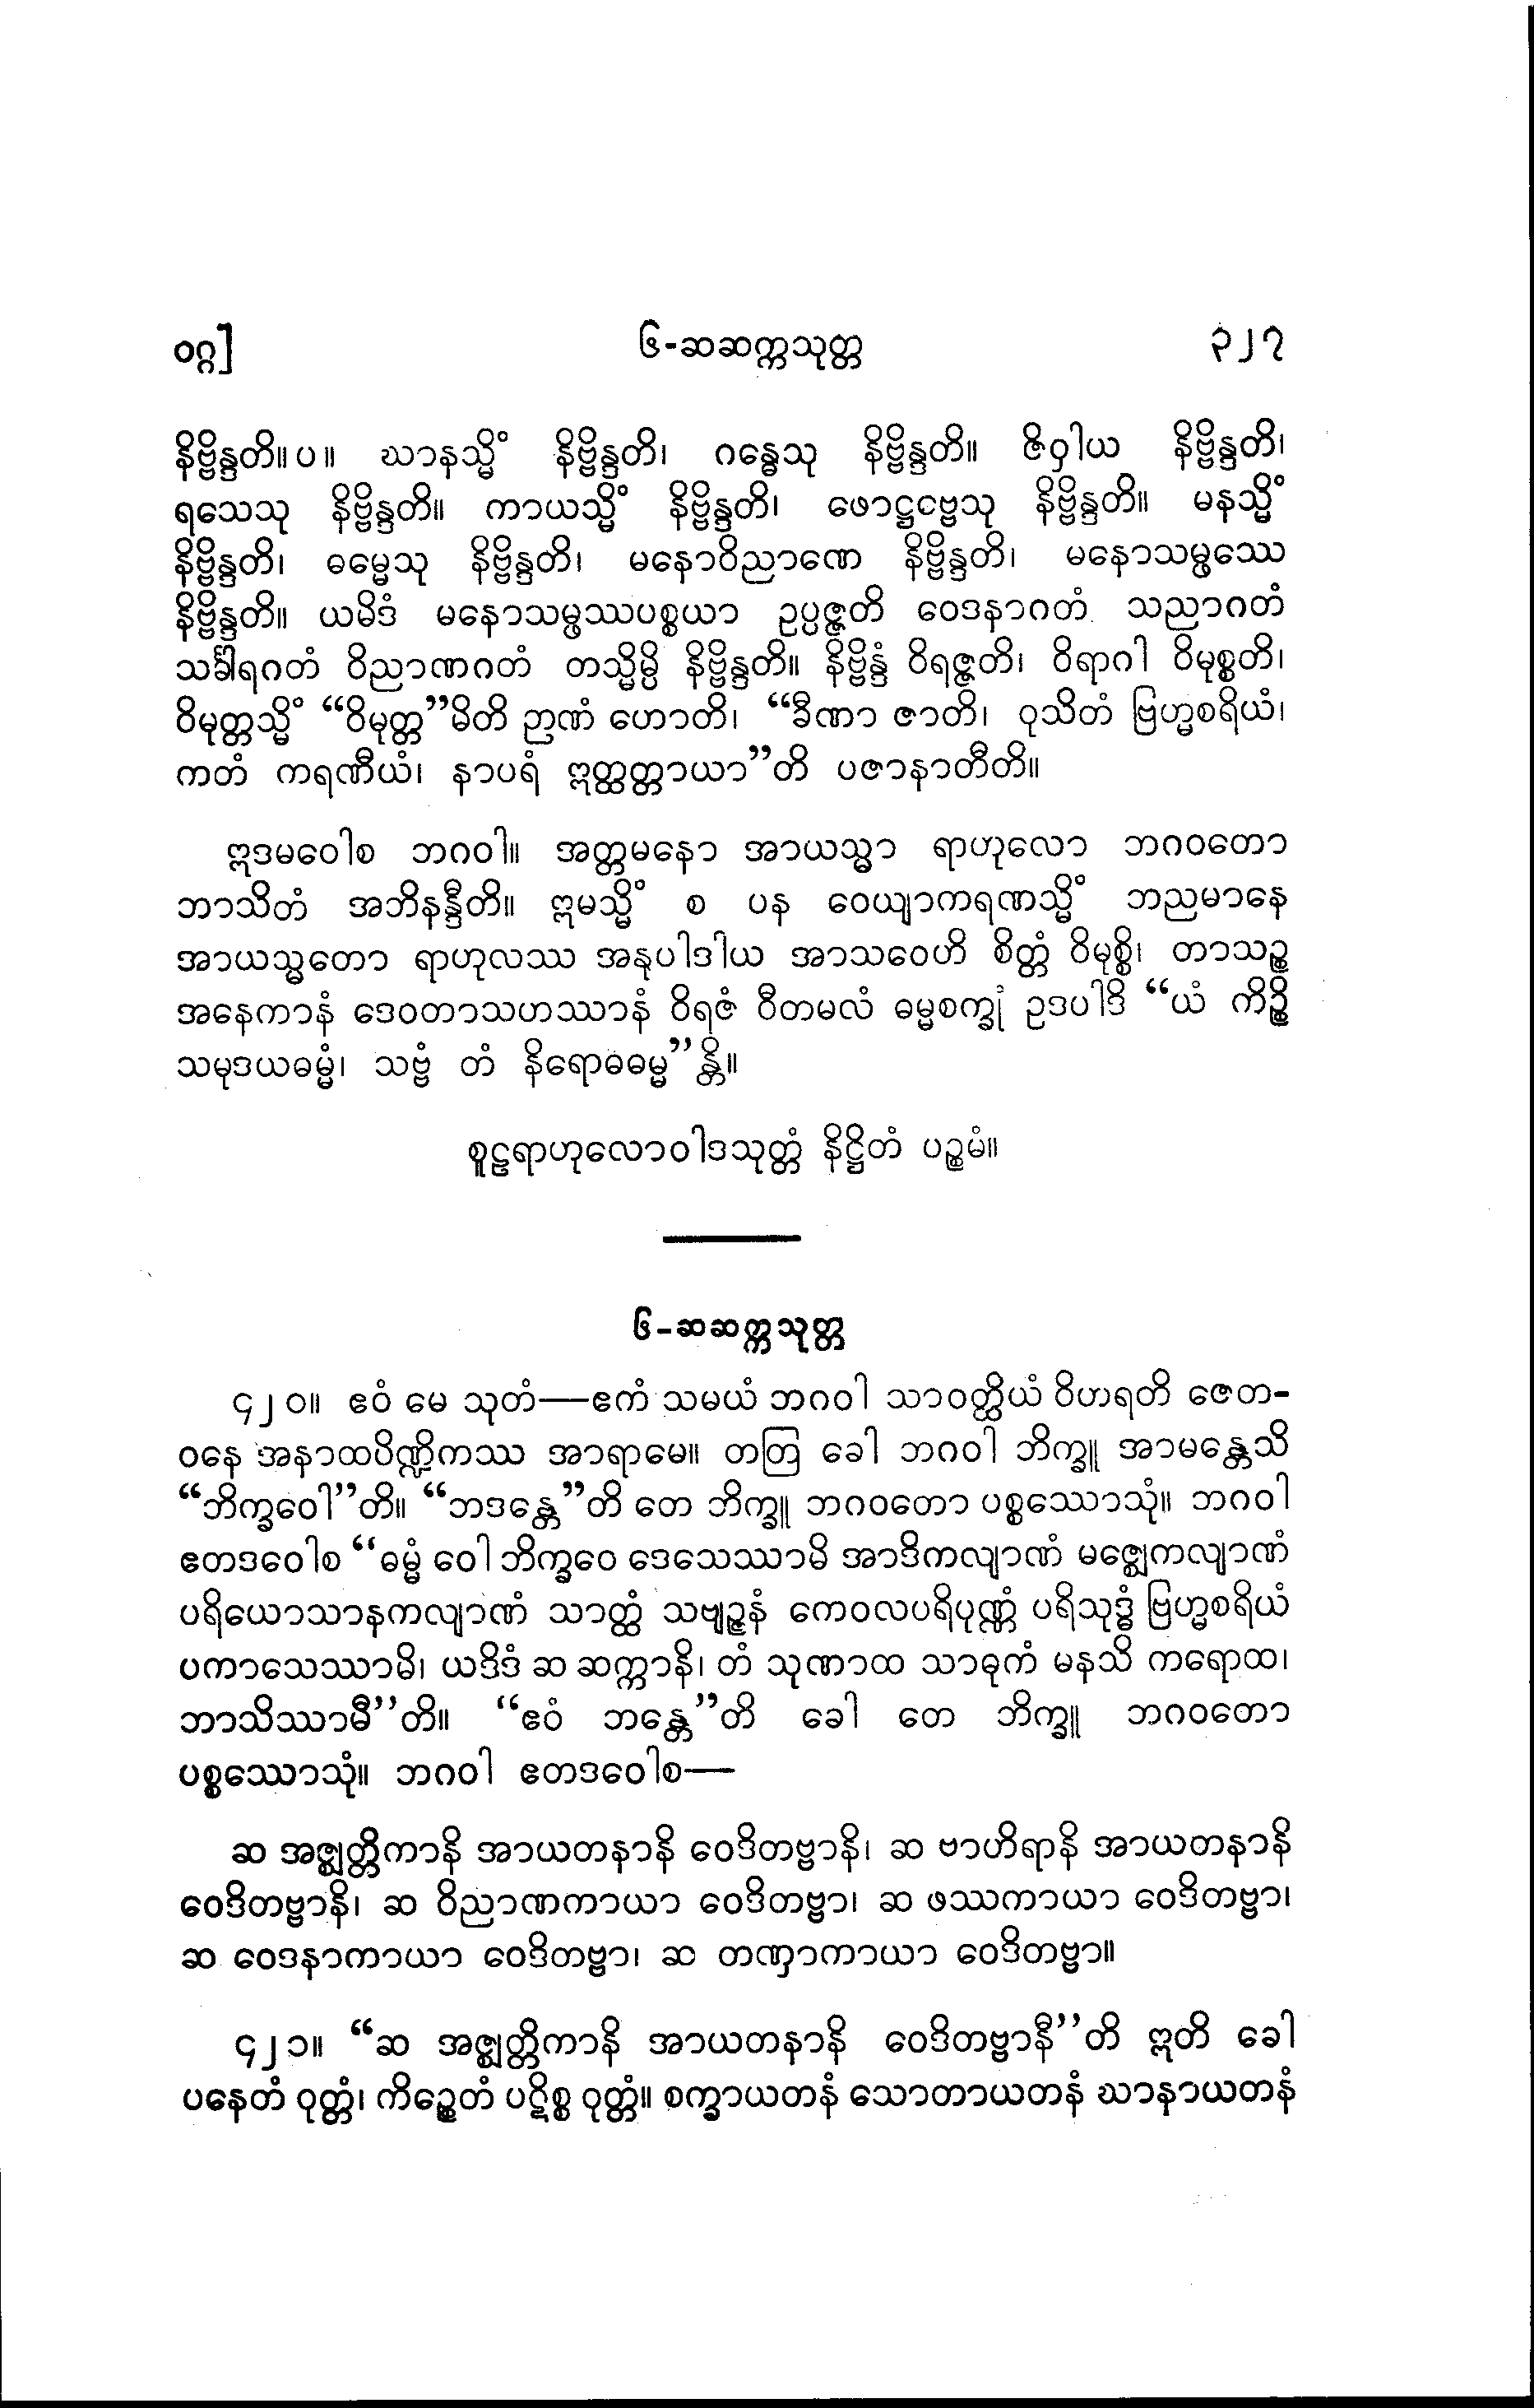 ဝဂ္ဂ] ၆-ဆဆက္ကသုတ္တ ၃၂၇
နိဗ္ဗိန္ဒတိ။ပ။ ဃာနသ္မိံ နိဗ္ဗိန္ဒတိ၊ ဂန္ဓေသု နိဗ္ဗိန္ဒတိ။ ဇိဝှါယ နိဗ္ဗိန္ဒတိ၊
ရသေသု နိဗ္ဗိန္ဒတိ။ ကာယသ္မိံ နိဗ္ဗိန္ဒတိ၊ ဖောဋ္ဌဗ္ဗေသု နိဗ္ဗိန္ဒတိ။ မနသ္မိံ
နိဗ္ဗိန္ဒတိ၊ ဓမ္မေသု နိဗ္ဗိန္ဒတိ၊ မနောဝိညာဏေ နိဗ္ဗိန္ဒတိ၊ မနောသမ္ဖဿေ
နိဗ္ဗိန္ဒတိ။ ယမိဒံ မနောသမ္ဖဿပစ္စယာ ဥပ္ပဇ္ဇတိ ဝေဒနာဂတံ သညာဂတံ
သင်္ခါရဂတံ ဝိညာဏဂတံ တသ္မိမ္ပိ နိဗ္ဗိန္ဒတိ။ နိဗ္ဗိန္ဒံ ဝိရဇ္ဇတိ၊ ဝိရာဂါ ဝိမုစ္စတိ၊
ဝိမုတ္တသ္မိံ “ဝိမုတ္တ”မိတိ ဉာဏံ ဟောတိ၊ “ခီဏာ ဇာတိ၊ ဝုသိတံ ဗြဟ္မစရိယံ၊
ကတံ ကရဏီယံ၊ နာပရံ ဣတ္ထတ္တာယာ”တိ ပဇာနာတီတိ။
ဣဒမဝေါစ ဘဂဝါ။ အတ္တမနော အာယသ္မာ ရာဟုလော ဘဂဝတော
ဘာသိတံ အဘိနန္ဒီတိ။ ဣမသ္မိံ စ ပန ဝေယျာကရဏသ္မိံ ဘညမာနေ
အာယသ္မတော ရာဟုလဿ အနုပါဒါယ အာသဝေဟိ စိတ္တံ ဝိမုစ္စိ၊ တာသဉ္စ
အနေကာနံ ဒေဝတာသဟဿာနံ ဝိရဇံ ဝီတမလံ ဓမ္မစက္ခုံ ဥဒပါဒိ “ယံ ကိဉ္စိ
သမုဒယဓမ္မံ၊ သဗ္ဗံ တံ နိရောဓဓမ္မ”န္တိ။
စူဠရာဟုလောဝါဒသုတ္တံ နိဋ္ဌိတံ ပဉ္စမံ။
၆-ဆဆက္ကသုတ္တ
၄၂၀။ ဧဝံ မေ သုတံ—ဧကံ သမယံ ဘဂဝါ သာဝတ္ထိယံ ဝိဟရတိ ဇေတ-
ဝနေ အနာထပိဏ္ဍိကဿ အာရာမေ။ တတြ ခေါ ဘဂဝါ ဘိက္ခူ အာမန္တေသိ
“ဘိက္ခဝေါ”တိ။ “ဘဒန္တေ”တိ တေ ဘိက္ခူ ဘဂဝတော ပစ္စဿောသုံ။ ဘဂဝါ
ဧတဒဝေါစ “ဓမ္မံ ဝေါ ဘိက္ခဝေ ဒေသေဿာမိ အာဒိကလျာဏံ မဇ္ဈေကလျာဏံ
ပရိယောသာနကလျာဏံ သာတ္ထံ သဗျဉ္ဇနံ ကေဝလပရိပုဏ္ဏံ ပရိသုဒ္ဓံ ဗြဟ္မစရိယံ
ပကာသေဿာမိ၊ ယဒိဒံ ဆ ဆက္ကာနိ၊ တံ သုဏာထ သာဓုကံ မနသိ ကရောထ၊
ဘာသိဿာမီ”တိ။ “ဧဝံ ဘန္တေ”တိ ခေါ တေ ဘိက္ခူ ဘဂဝတော
ပစ္စဿောသုံ။ ဘဂဝါ ဧတဒဝေါစ—
ဆ အဇ္ဈတ္တိကာနိ အာယတနာနိ ဝေဒိတဗ္ဗာနိ၊ ဆ ဗာဟိရာနိ အာယတနာနိ
ဝေဒိတဗ္ဗာနိ၊ ဆ ဝိညာဏကာယာ ဝေဒိတဗ္ဗာ၊ ဆ ဖဿကာယာ ဝေဒိတဗ္ဗာ၊
ဆ ဝေဒနာကာယာ ဝေဒိတဗ္ဗာ၊ ဆ တဏှာကာယာ ဝေဒိတဗ္ဗာ။
၄၂၁။ “ဆ အဇ္ဈတ္တိကာနိ အာယတနာနိ ဝေဒိတဗ္ဗာနီ”တိ ဣတိ ခေါ
ပနေတံ ဝုတ္တံ၊ ကိဉ္စေတံ ပဋိစ္စ ဝုတ္တံ။ စက္ခာယတနံ သောတာယတနံ ဃာနာယတနံ